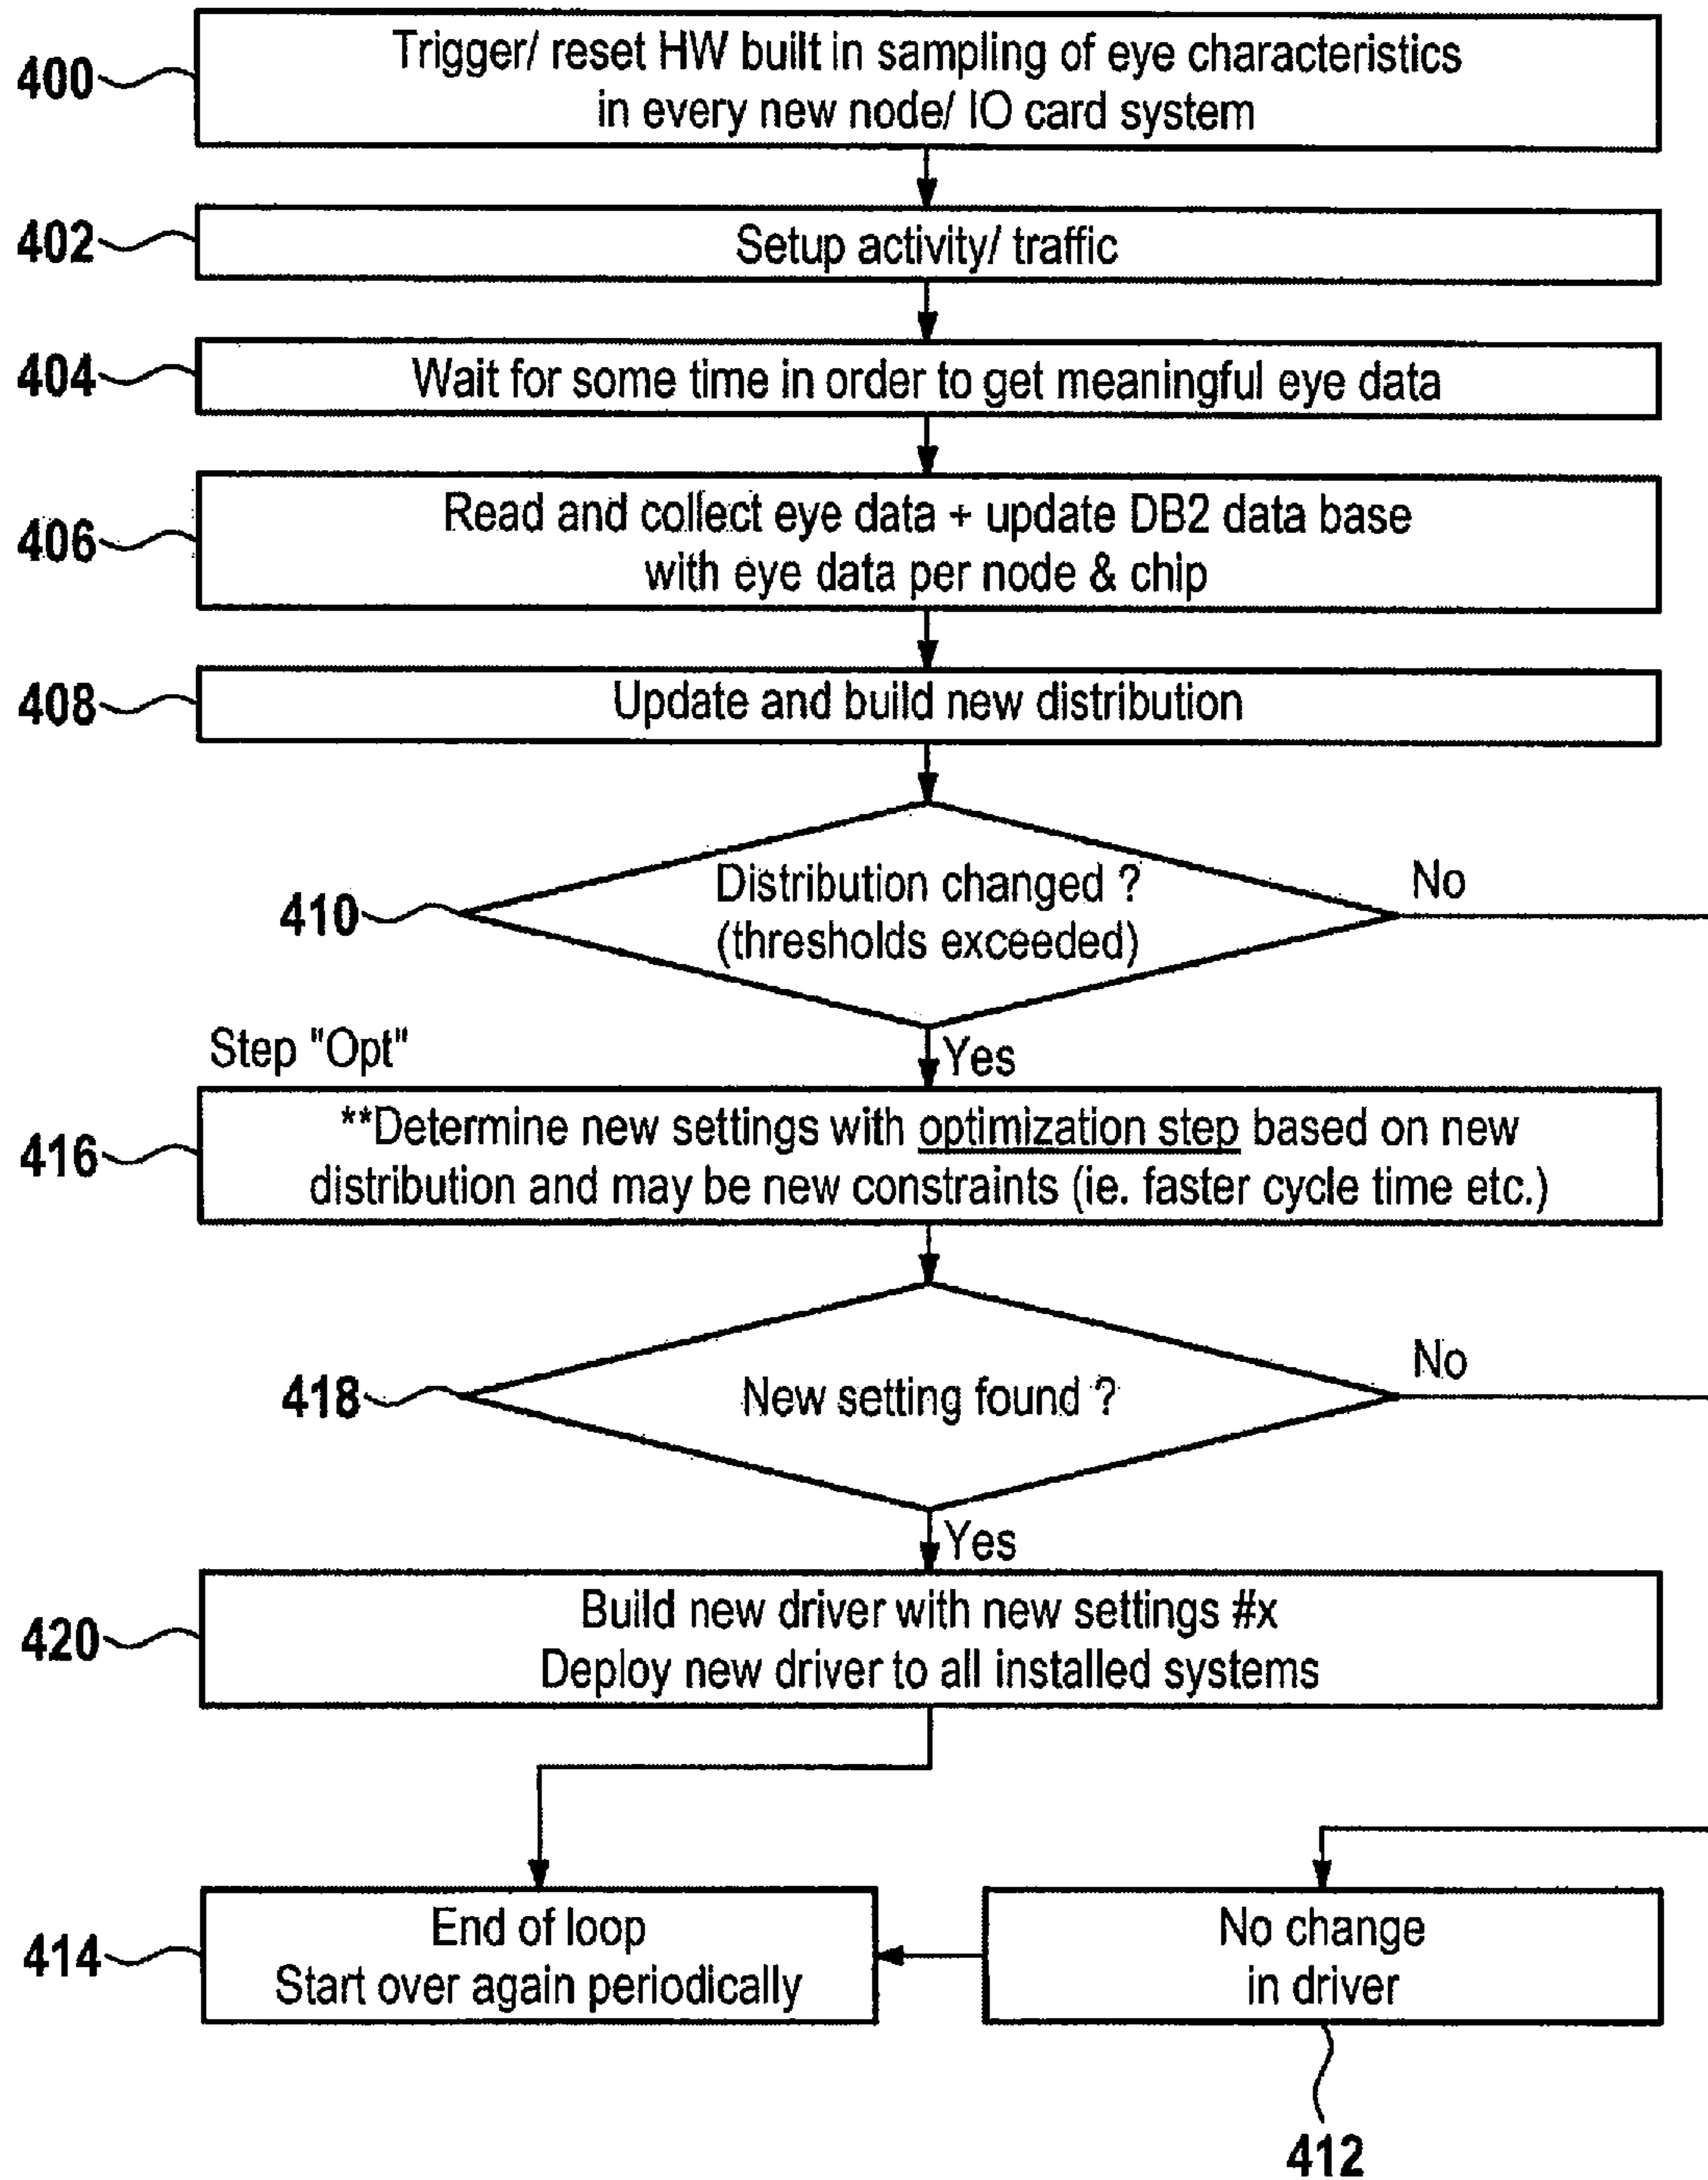 400
Trigger/ reset HW built in sampling of eye characteristics
in every new node/ IO card system
402
Setup activity/ traffic
404
Wait for some time in order to get meaningful eye data
406
Read and collect eye data + update DB2 data base
with eye data per node & chip
408
Update and build new distribution
410
Distribution changed ?
(thresholds exceeded)
No
Yes
Step "Opt"
416
**Determine new settings with optimization step based on new
distribution and may be new constraints (ie. faster cycle time etc.)
418
New setting found ?
No
Yes
420
Build new driver with new settings #x
Deploy new driver to all installed systems
414
End of loop
Start over again periodically
No change
in driver
412